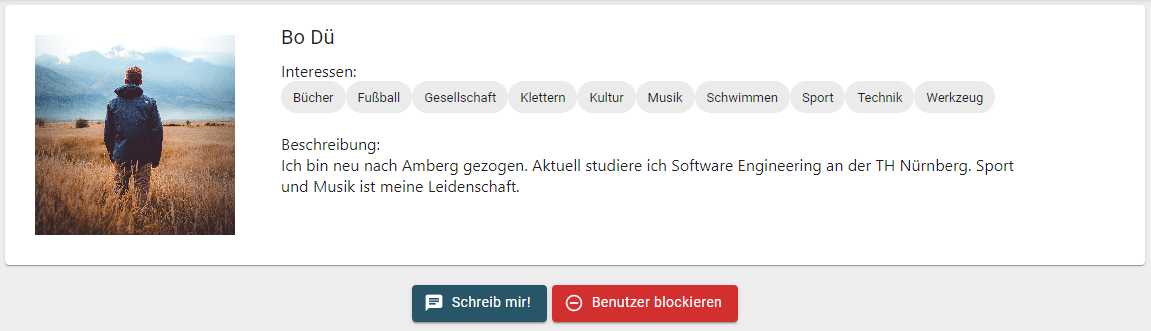 Bo Dü
Interessen:
Bücher Fußball Gesellschaft Klettern Kultur Musik Schwimmen Sport Technik Werkzeug
Beschreibung:
Ich bin neu nach Amberg gezogen. Aktuell studiere ich Software Engineering an der TH Nürnberg. Sport
und Musik ist meine Leidenschaft.
Schreib mir! Benutzer blockieren